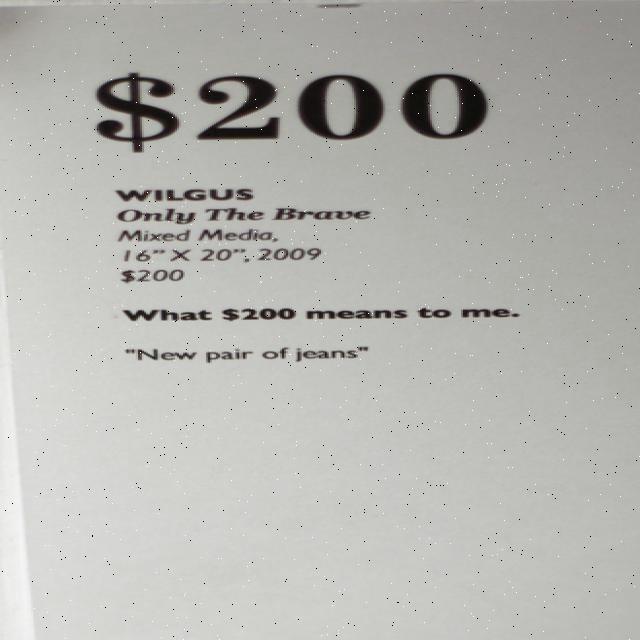 $200
WILGUS
Only The Brave
Mixed Media,
16” X 20”, 2009
$200
What $200 means to me.
"New pair of jeans"